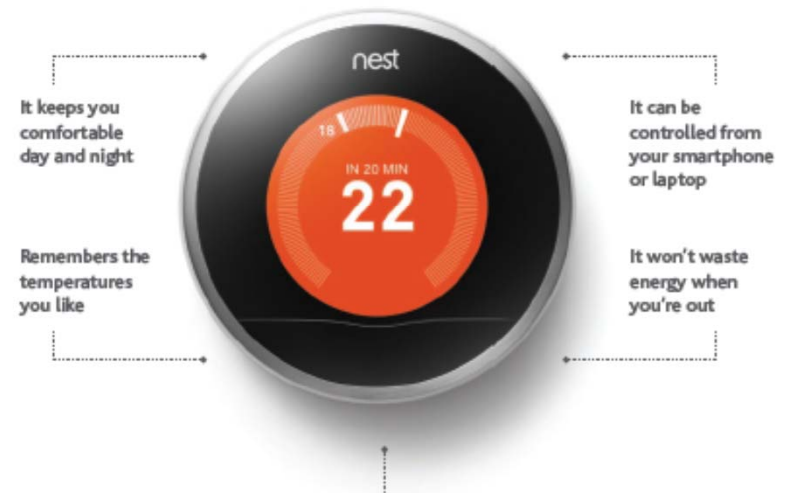 nest
It keeps you
comfortable
day and night
It can be
controlled from
your smartphone
or laptop
18
IN 20 MIN
22
Remembers the
temperatures
you like
It won't waste
energy when
you're out